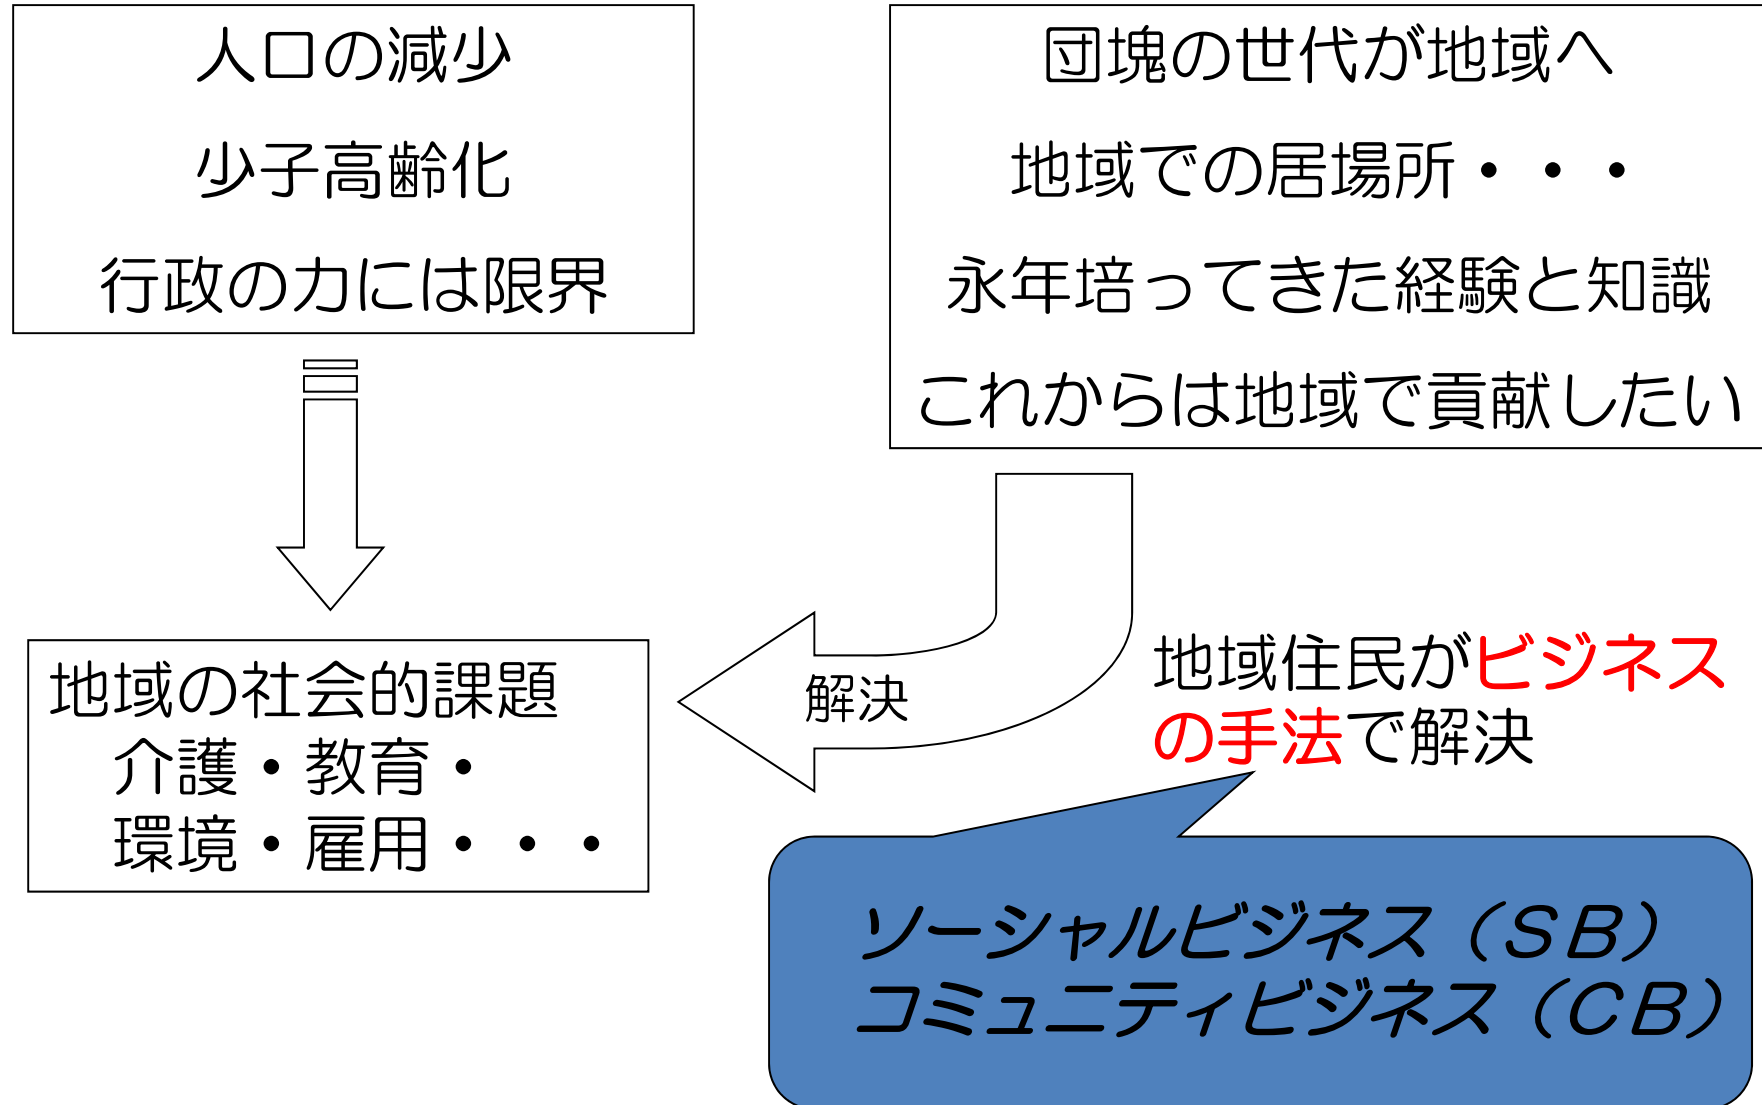 人口の減少
少子高齢化
行政の力には限界
団塊の世代が地域へ
地域での居場所・・・
永年培ってきた経験と知識
これからは地域で貢献したい
地域の社会的課題
介護・教育・
環境・雇用・・・
解決
地域住民がビジネス
の手法で解決
ソーシャルビジネス（ＳＢ）
コミュニティビジネス（ＣＢ）